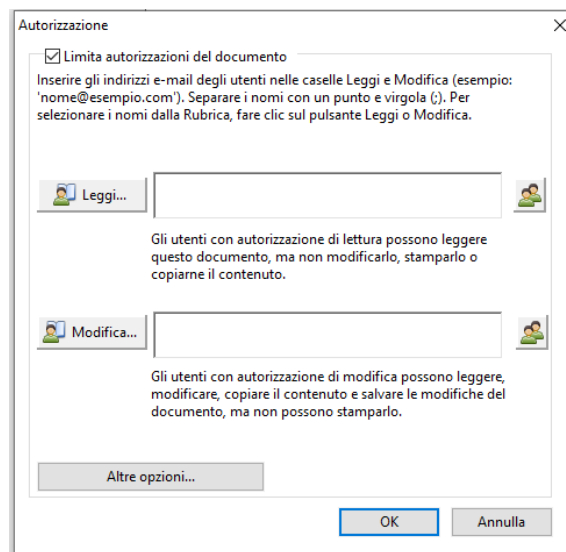 Autorizzazione
Limita autorizzazioni del documento
Inserire gli indirizzi e-mail degli utenti nelle caselle Leggi e Modifica (esempio:
'nome@esempio.com'). Separare i nomi con un punto e virgola (;). Per
selezionare i nomi dalla Rubrica, fare clic sul pulsante Leggi o Modifica.
Leggi...
Gli utenti con autorizzazione di lettura possono leggere
questo documento, ma non modificarlo, stamparlo o
copiarne il contenuto.
Modifica...
Gli utenti con autorizzazione di modifica possono leggere,
modificare, copiare il contenuto e salvare le modifiche del
documento, ma non possono stamparlo.
Altre opzioni...
OK
Annulla